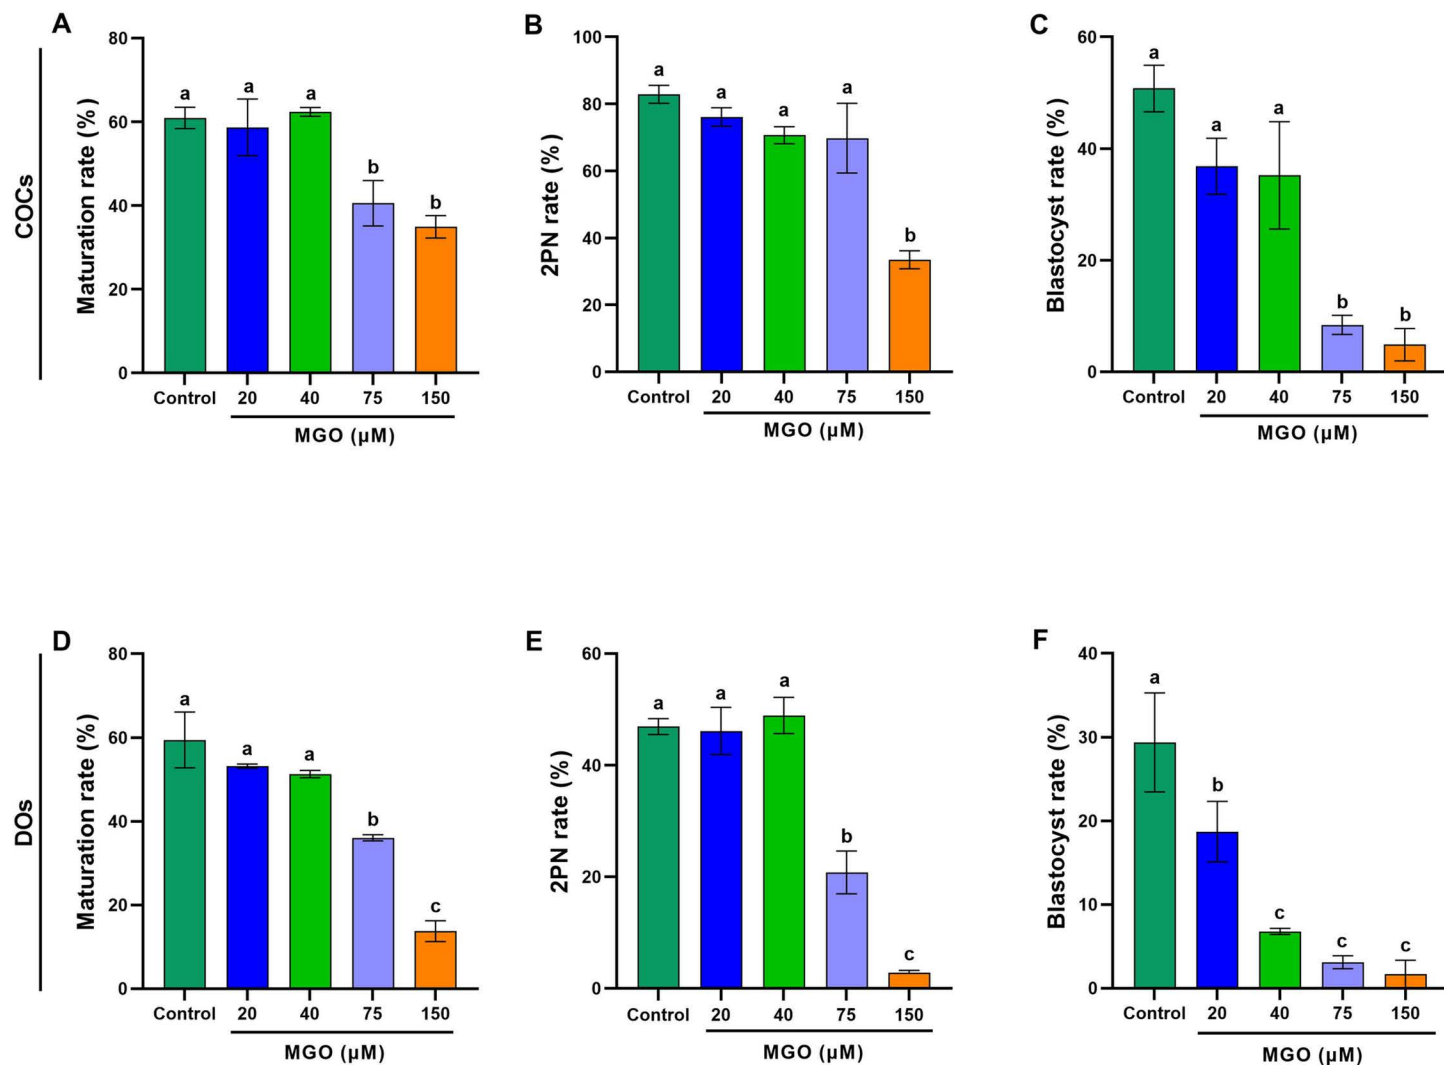 COCs
A
Maturation rate (%)
80
60
40
20
0
a
a
a
b
b
Control
20
40
75
150
MGO (μM)
B
2PN rate (%)
100
80
60
40
20
0
a
a
a
a
b
Control
20
40
75
150
MGO (μM)
C
Blastocyst rate (%)
60
40
20
0
a
a
a
b
b
Control
20
40
75
150
MGO (μM)
DOs
D
Maturation rate (%)
80
60
40
20
0
a
a
a
b
c
Control
20
40
75
150
MGO (μM)
E
2PN rate (%)
60
40
20
0
a
a
a
b
c
Control
20
40
75
150
MGO (μM)
F
Blastocyst rate (%)
40
30
20
10
0
a
b
c
c
c
Control
20
40
75
150
MGO (μM)